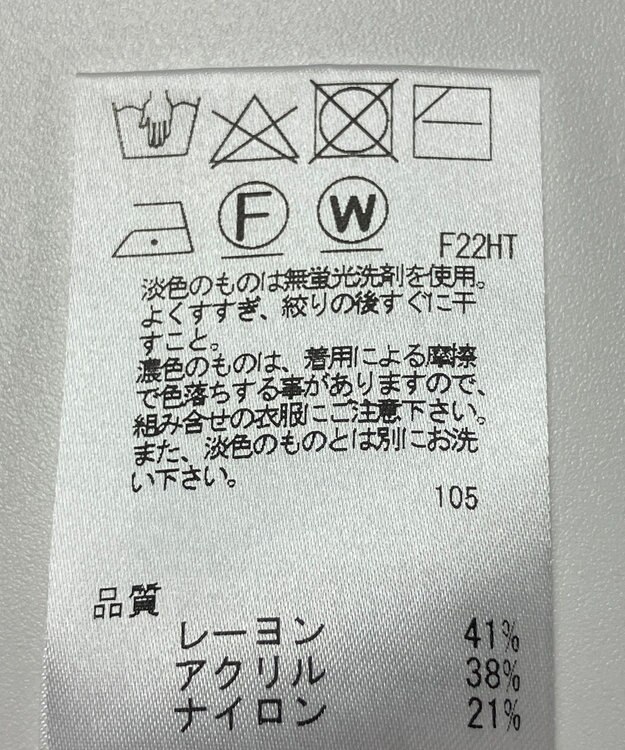 F W F22HT
淡色のものは無蛍光洗剤を使用。
よくすすぎ、絞りの後すぐに干
すこと。
濃色のものは、着用による摩擦
で色落ちする事がありますので、
組み合せの衣服にご注意下さい。
また、淡色のものとは別にお洗
い下さい。
105
品質
レーヨン 41%
アクリル 38%
ナイロン 21%